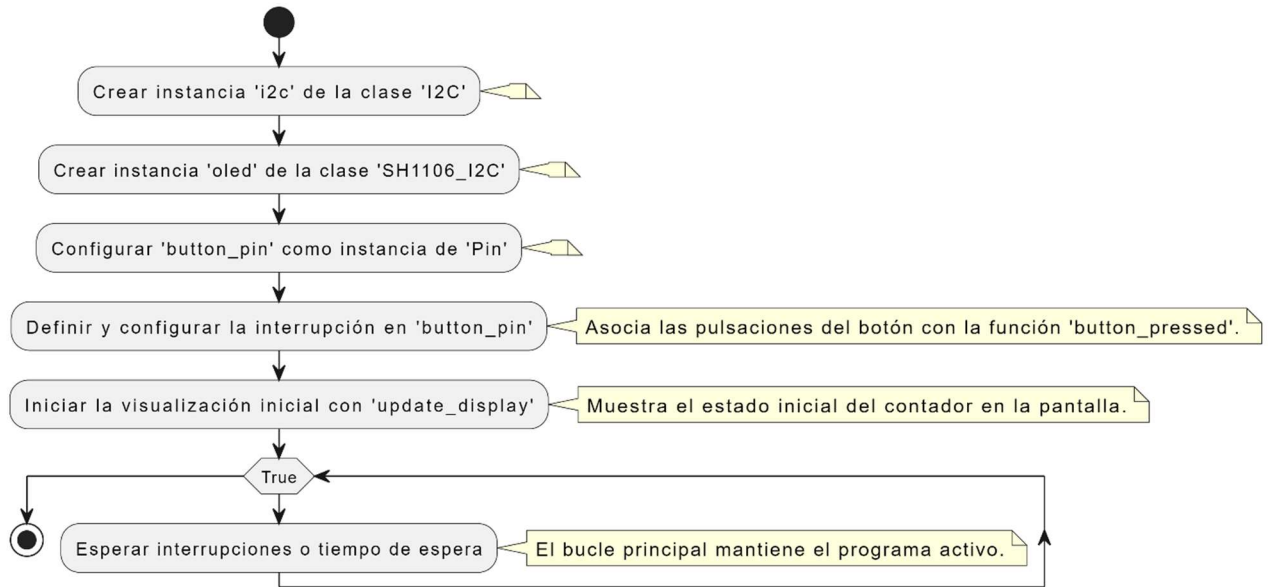 Crear instancia 'i2c' de la clase 'I2C'
Crear instancia 'oled' de la clase 'SH1106_I2C'
Configurar 'button_pin' como instancia de 'Pin'
Definir y configurar la interrupción en 'button_pin'
Asocia las pulsaciones del botón con la función 'button_pressed'.
Iniciar la visualización inicial con 'update_display'
Muestra el estado inicial del contador en la pantalla.
True
Esperar interrupciones o tiempo de espera
El bucle principal mantiene el programa activo.